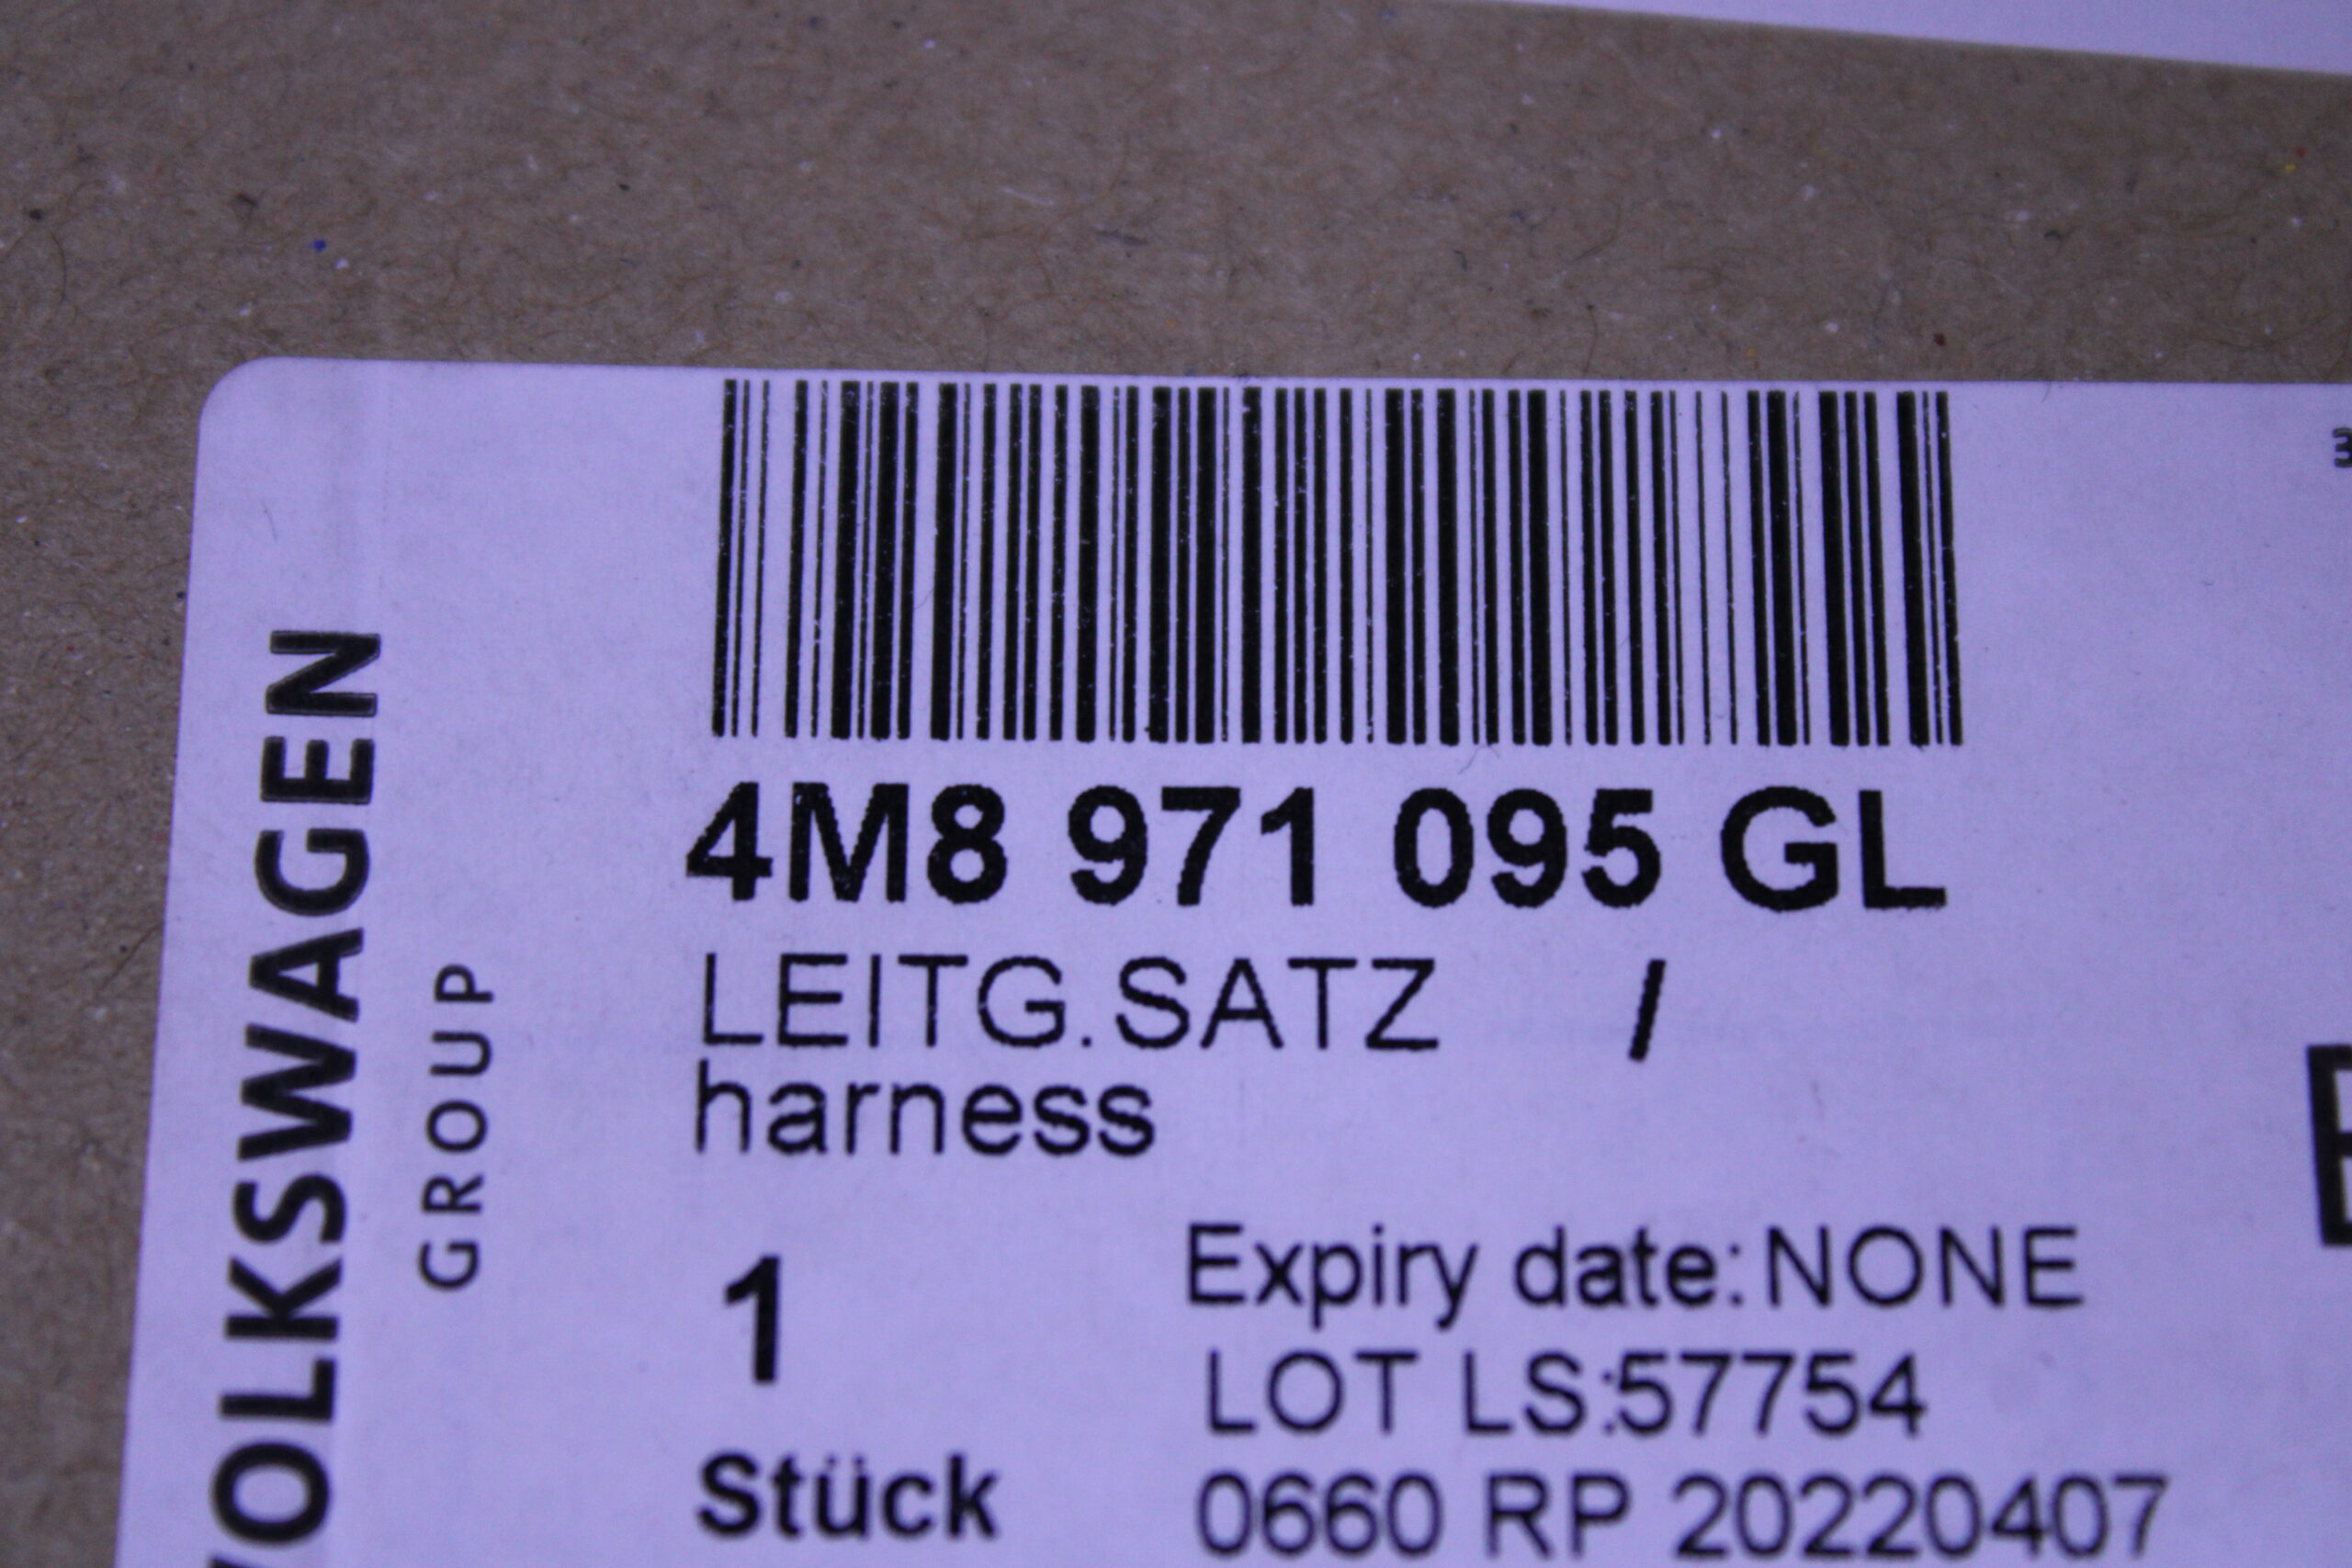 4M8 971 095 GL
LEITG.SATZ /
harness
1
Stück
Expiry date:NONE
LOT LS:57754
0660 RP 20220407
VOLKSWAGEN
GROUP
3